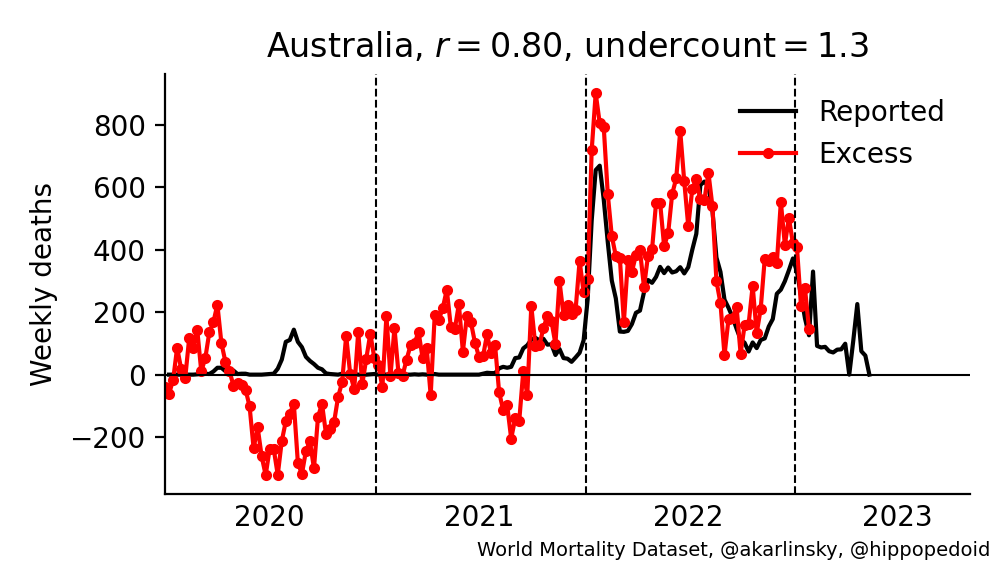 Australia, r = 0.80, undercount = 1.3
Reported
Excess
Weekly deaths
800
600
400
200
0
−200
2020 2021 2022 2023
World Mortality Dataset, @akarlinsky, @hippopedoid